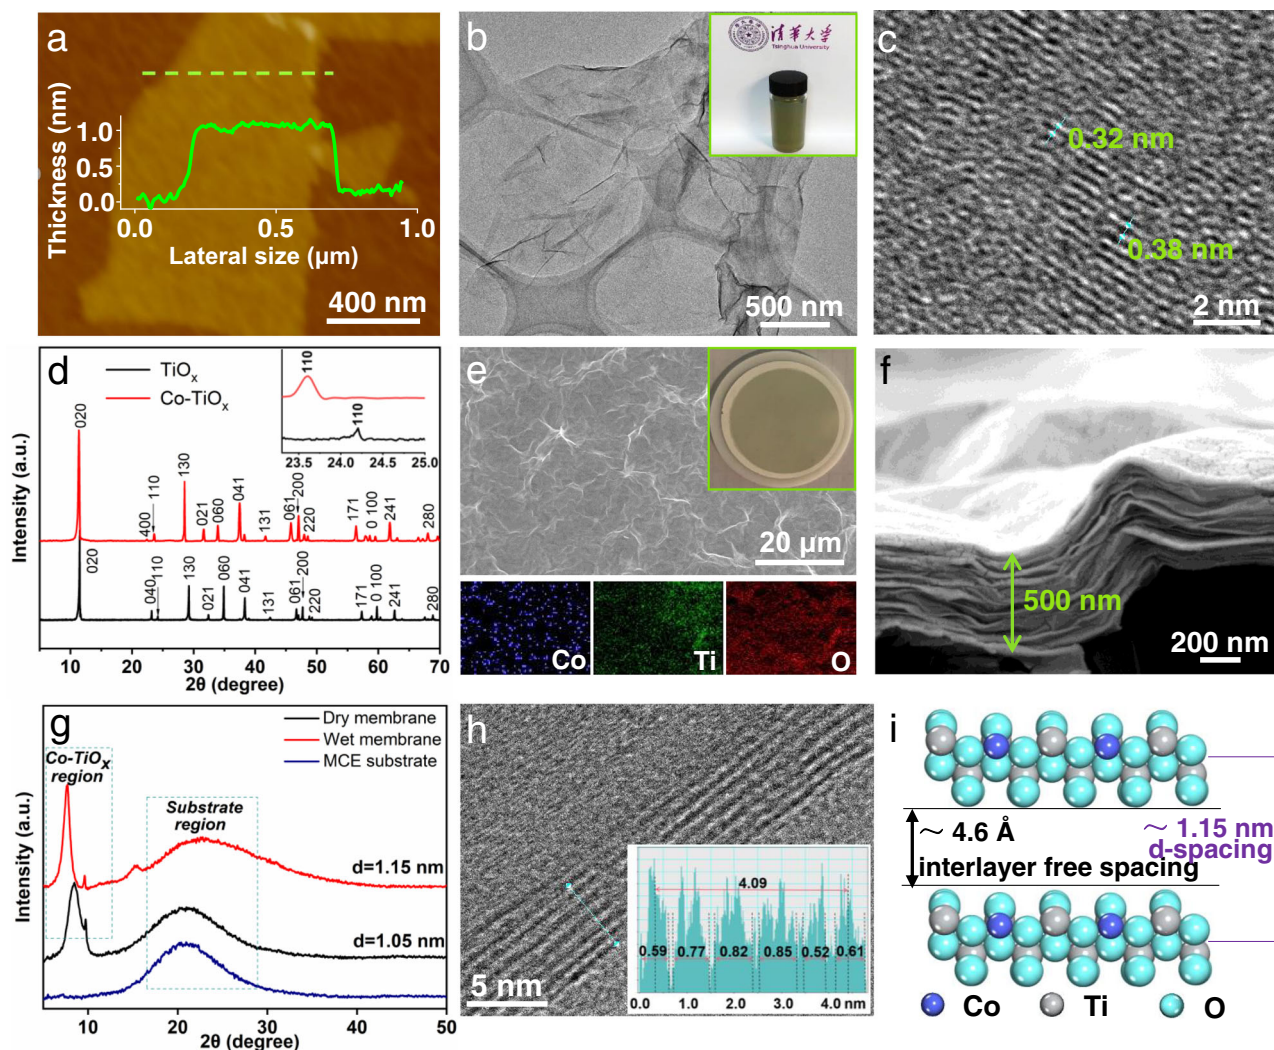 a
Thickness (nm)
1.0
0.5
0.0
0.0 0.5 1.0
Lateral size (μm)
400 nm
b
清华大学
Tsinghua University
500 nm
c
0.32 nm
0.38 nm
2 nm
d
TiOx
Co-TiOx
110
110
23.6 24.2 24.5 25.0
020
400
110
130
021
060
041
131
061
200
220
171
0 100
241
280
020
040
110
130
021
060
041
131
061
200
220
171
0 100
241
280
Intensity (a.u.)
10 20 30 40 50 60 70
2θ (degree)
e
20 μm
Co
Ti
O
f
500 nm
200 nm
g
Dry membrane
Wet membrane
MCE substrate
Co-TiOx
region
Substrate
region
d=1.15 nm
d=1.05 nm
Intensity (a.u.)
10 20 30 40 50
2θ (degree)
h
5 nm
4.09
0.59 0.77 0.82 0.85 0.52 0.61
0.0 1.0 2.0 3.0 4.0 nm
i
~ 4.6 Å
interlayer free spacing
~ 1.15 nm
d-spacing
Co Ti O